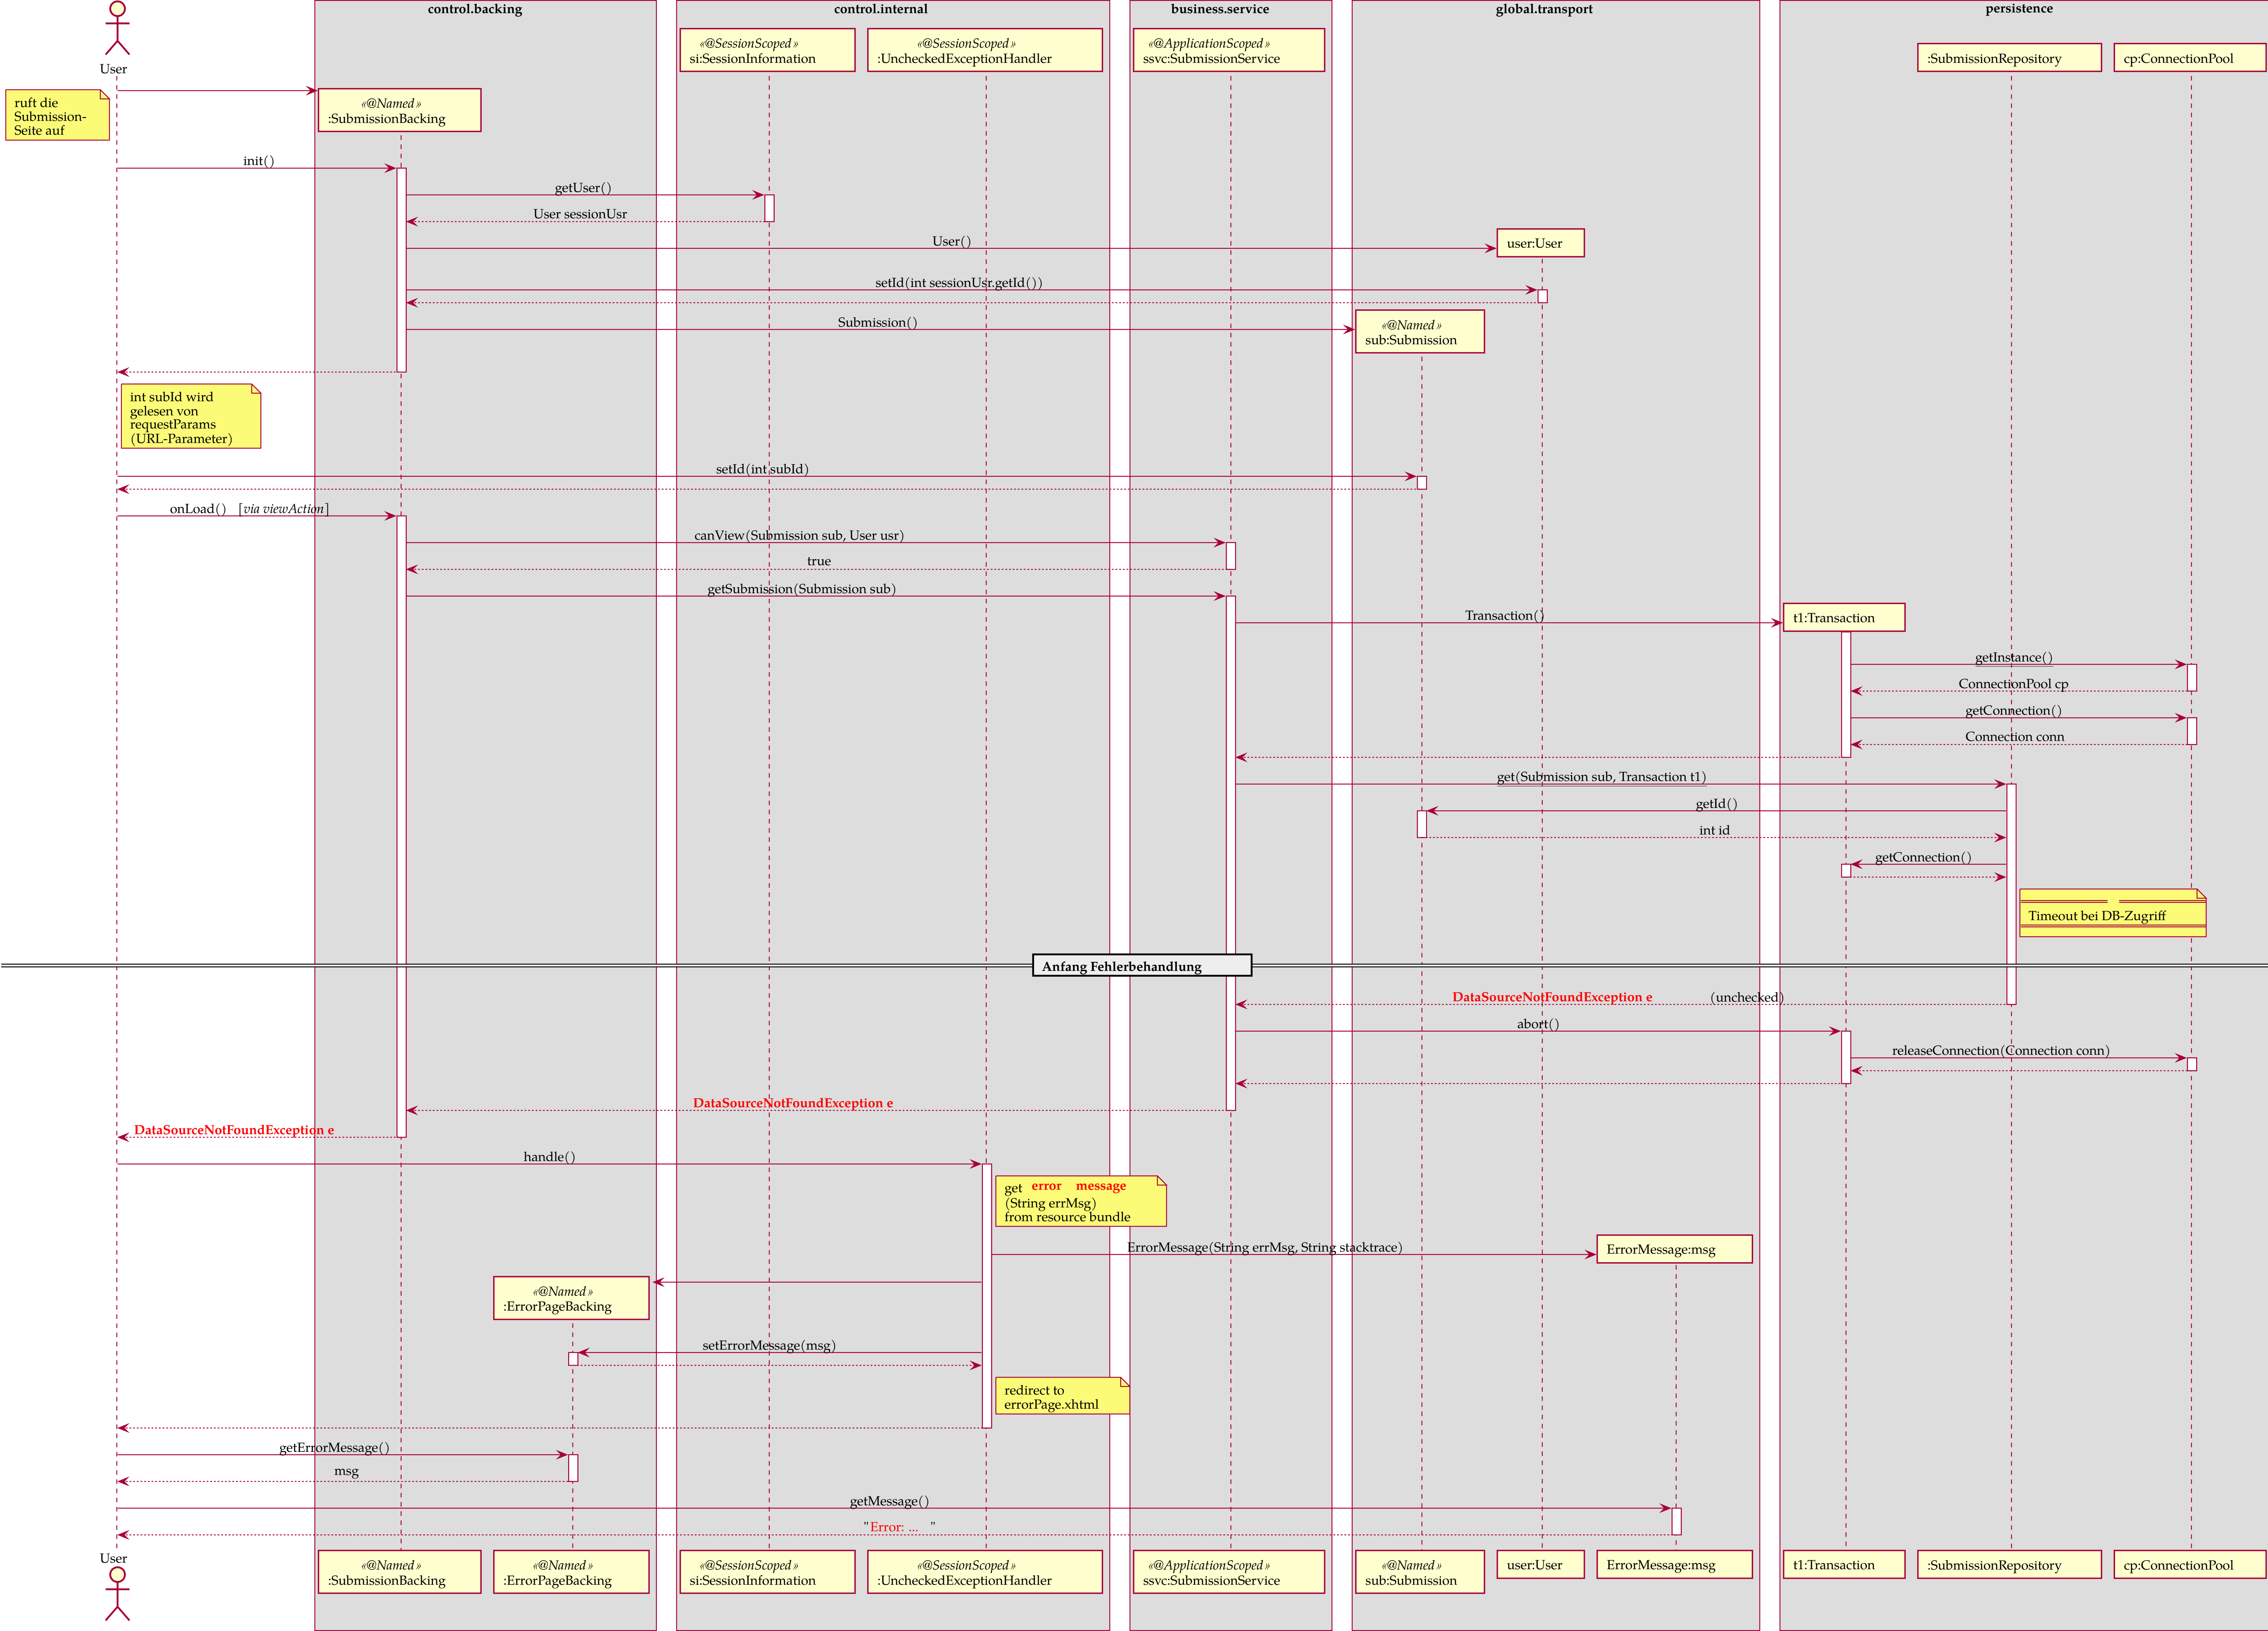 control.backing
control.internal
business.service
global.transport
persistence
User
«@SessionScoped»
si:SessionInformation
«@SessionScoped»
:UncheckedExceptionHandler
«@ApplicationScoped»
ssvc:SubmissionService
:SubmissionRepository
cp:ConnectionPool
ruft die
Submission-
Seite auf
«@Named»
:SubmissionBacking
init()
getUser()
User sessionUsr
User()
user:User
setId(int sessionUsr.getId())
Submission()
«@Named»
sub:Submission
int subId wird
gelesen von
requestParams
(URL-Parameter)
setId(int subId)
onLoad() [via viewAction]
canView(Submission sub, User usr)
true
getSubmission(Submission sub)
Transaction()
t1:Transaction
getInstance()
ConnectionPool cp
getConnection()
Connection conn
get(Submission sub, Transaction t1)
getId()
int id
getConnection()
Timeout bei DB-Zugriff
Anfang Fehlerbehandlung
DataSourceNotFoundException e (unchecked)
abort()
releaseConnection(Connection conn)
DataSourceNotFoundException e
DataSourceNotFoundException e
handle()
get error message
(String errMsg)
from resource bundle
ErrorMessage(String errMsg, String stacktrace)
ErrorMessage:msg
«@Named»
:ErrorPageBacking
setErrorMessage(msg)
redirect to
errorPage.xhtml
getErrorMessage()
msg
getMessage()
"Error: ... "
User
«@Named»
:SubmissionBacking
«@Named»
:ErrorPageBacking
«@SessionScoped»
si:SessionInformation
«@SessionScoped»
:UncheckedExceptionHandler
«@ApplicationScoped»
ssvc:SubmissionService
«@Named»
sub:Submission
user:User
ErrorMessage:msg
t1:Transaction
:SubmissionRepository
cp:ConnectionPool